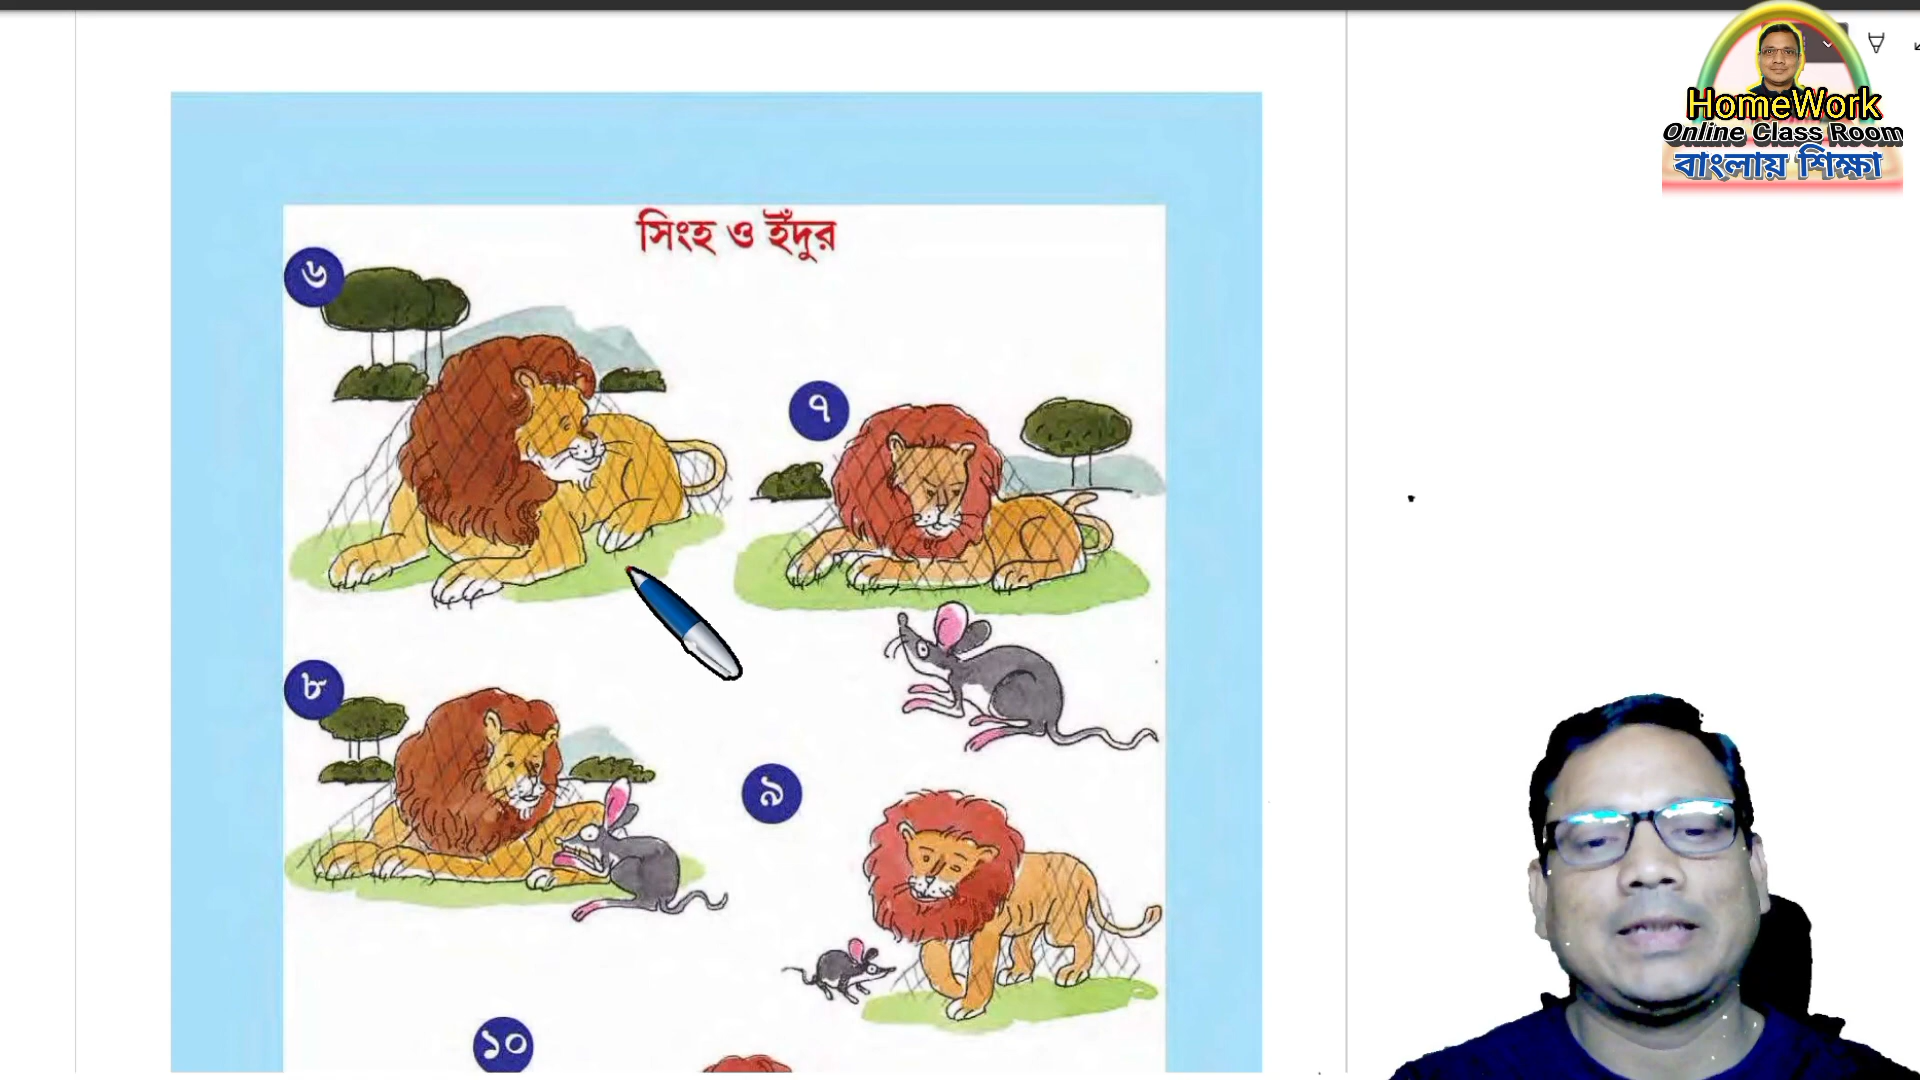 HomeWork
Online Class Room
বাংলায় শিক্ষা
সিংহ ও ইঁদুর
৬
৭
৮
৯
১০